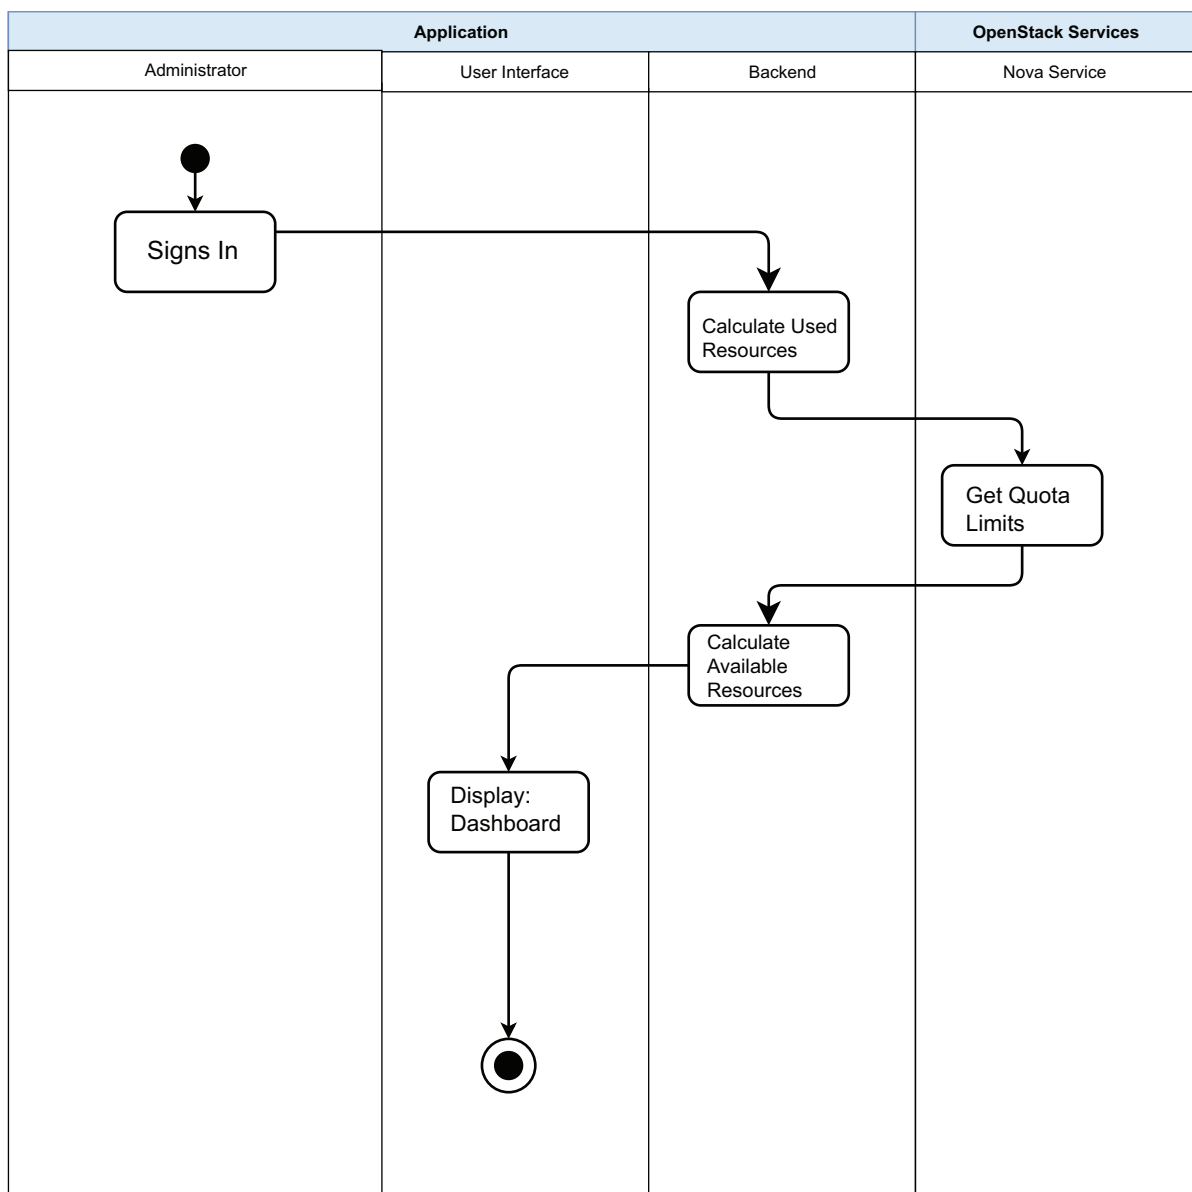 Application
OpenStack Services
Administrator
User Interface
Backend
Nova Service
Signs In
Calculate Used
Resources
Get Quota
Limits
Calculate
Available
Resources
Display:
Dashboard